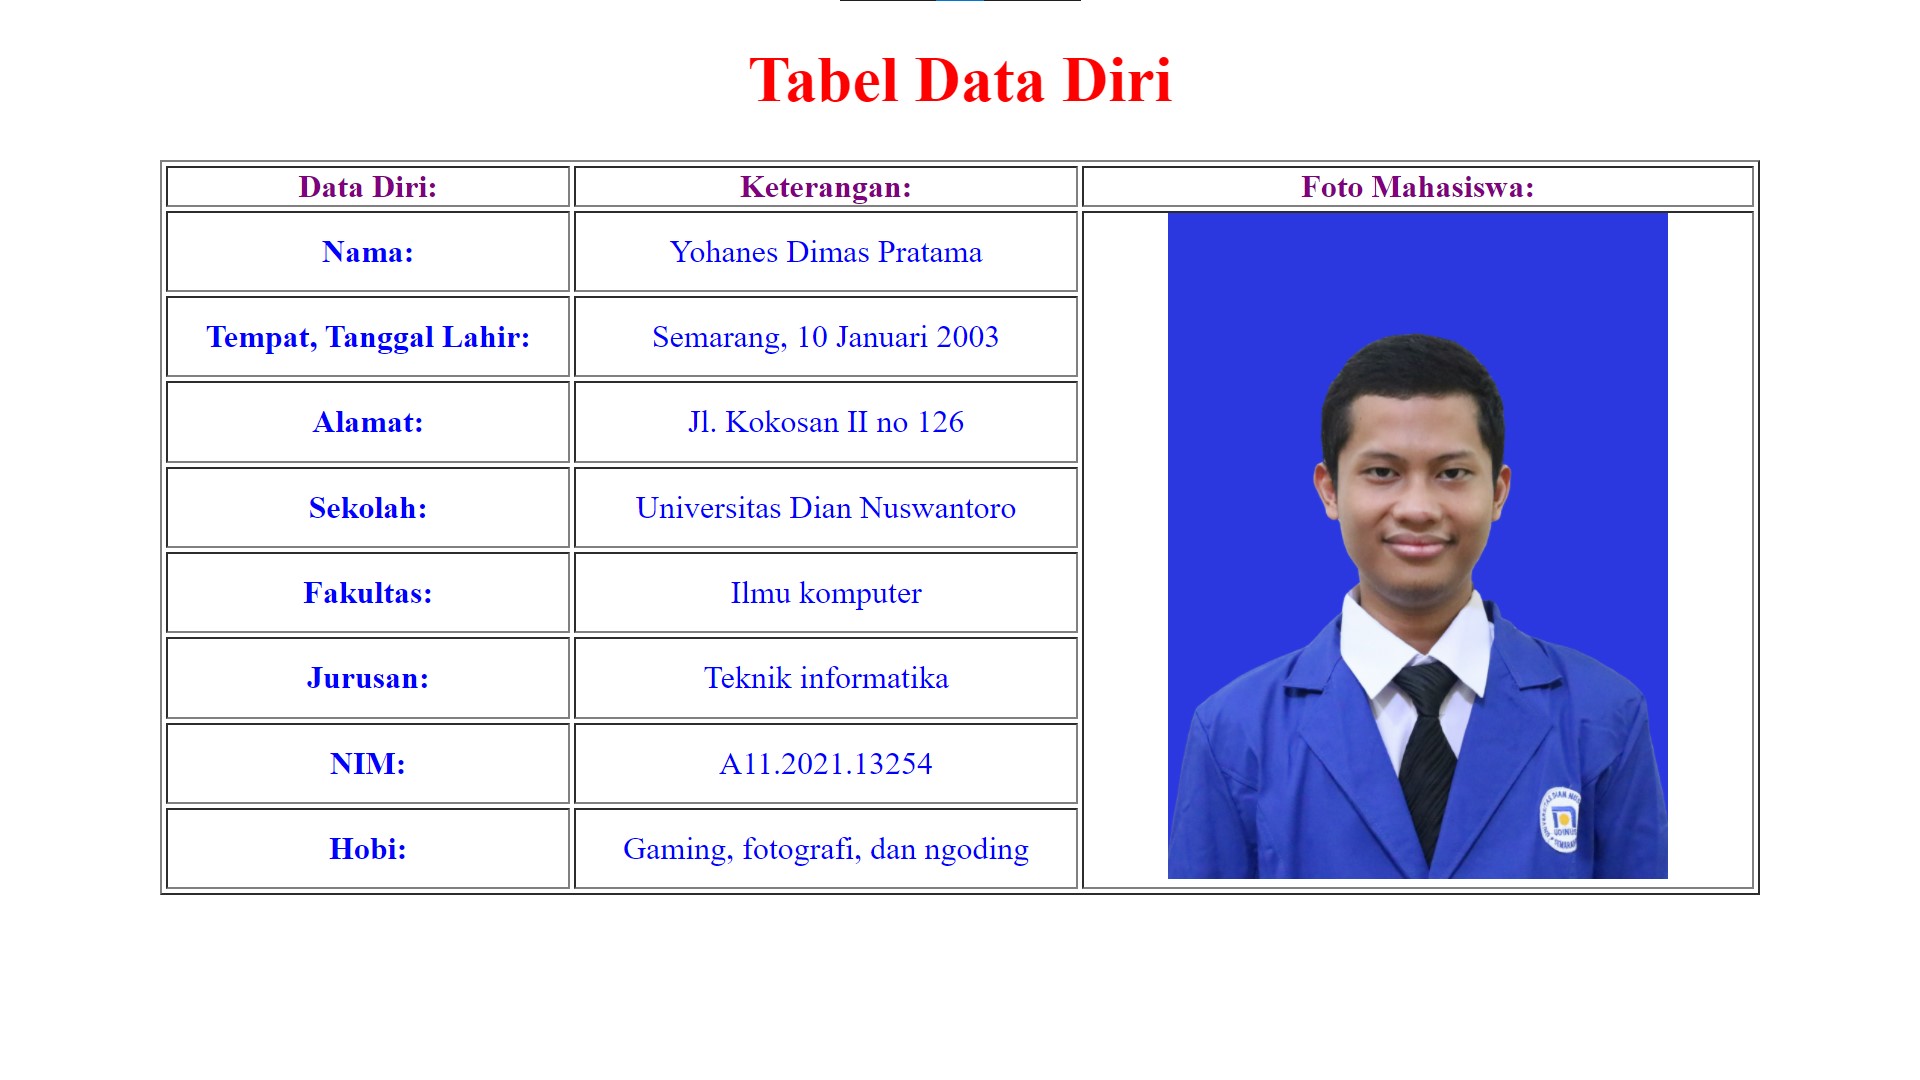 Tabel Data Diri
Data Diri: Keterangan: Foto Mahasiswa:
Nama: Yohanes Dimas Pratama
Tempat, Tanggal Lahir: Semarang, 10 Januari 2003
Alamat: Jl. Kokosan II no 126
Sekolah: Universitas Dian Nuswantoro
Fakultas: Ilmu komputer
Jurusan: Teknik informatika
NIM: A11.2021.13254
Hobi: Gaming, fotografi, dan ngoding
UDINUS